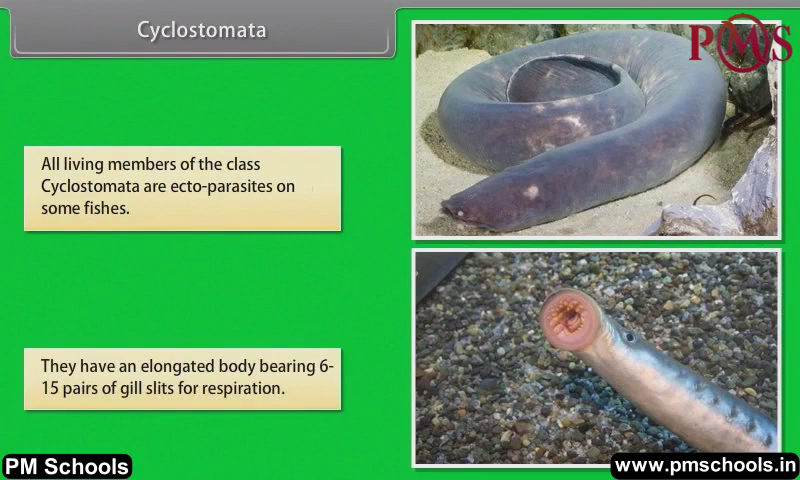 Cyclostomata
PMS
All living members of the class
Cyclostomata are ecto-parasites on
some fishes.
They have an elongated body bearing 6-
15 pairs of gill slits for respiration.
PM Schools
www.pmschools.in